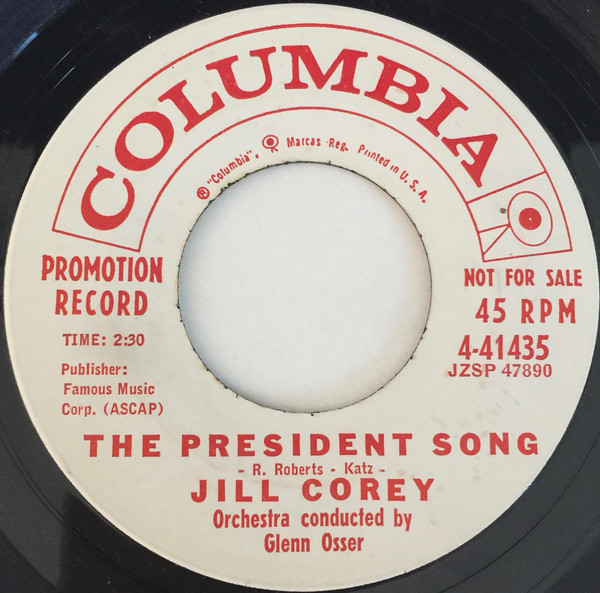 COLUMBIA
® "Columbia", Marcas Reg. Printed in U.S.A.
PROMOTION
RECORD
NOT FOR SALE
45 RPM
TIME: 2:30
4-41435
JZSP 47890
Publisher:
Famous Music
Corp. (ASCAP)
THE PRESIDENT SONG
- R. Roberts - Katz -
JILL COREY
Orchestra conducted by
Glenn Osser